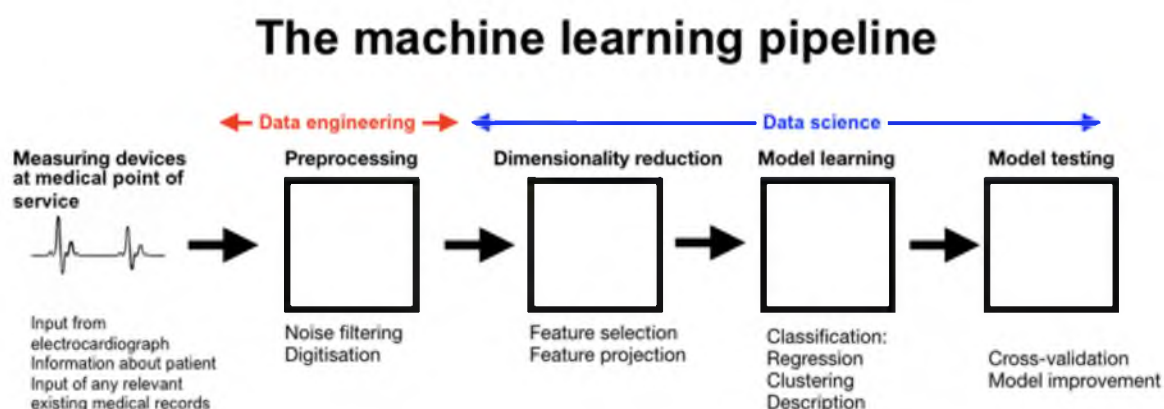 The machine learning pipeline
Data engineering
Data science
Measuring devices
at medical point of
service
Preprocessing
Dimensionality reduction
Model learning
Model testing
Input from
electrocardiograph
Information about patient
Input of any relevant
existing medical records
Noise filtering
Digitisation
Feature selection
Feature projection
Classification:
Regression
Clustering
Description
Cross-validation
Model improvement